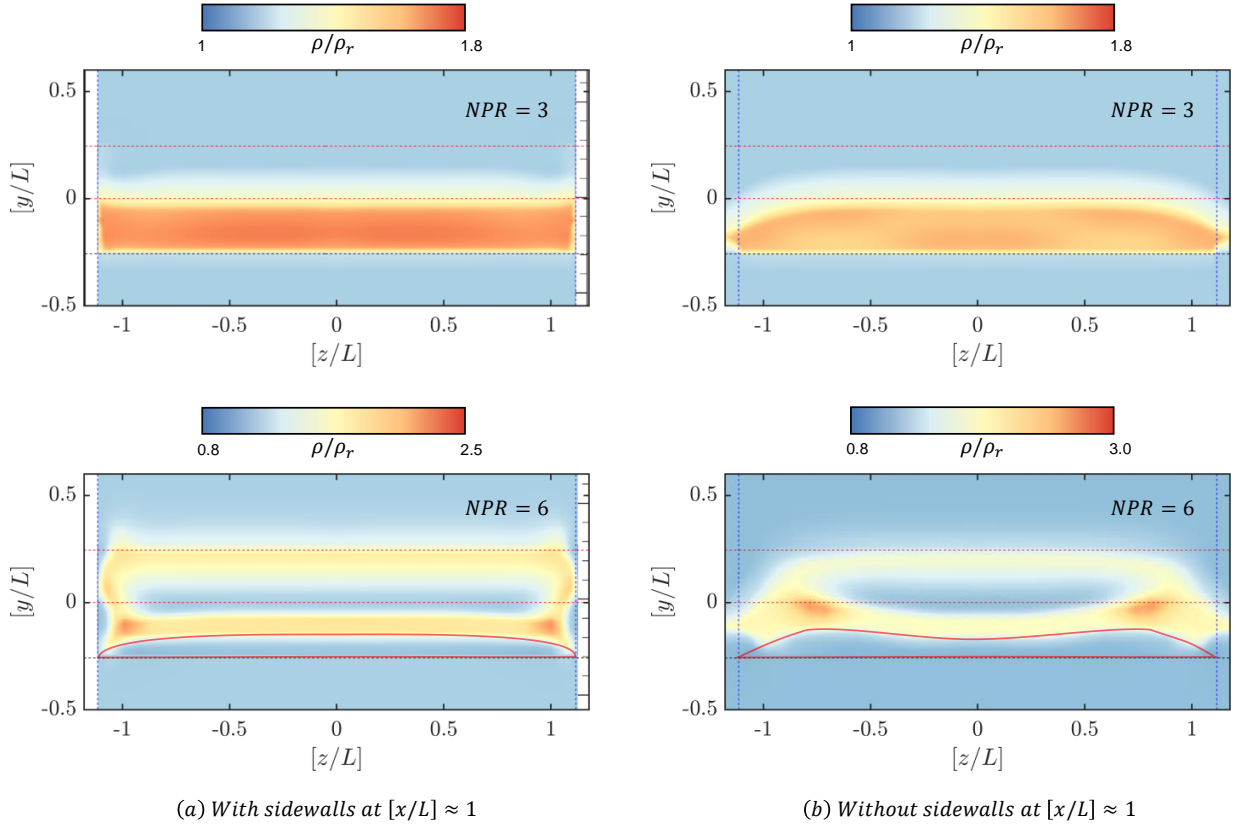 ρ/ρᵣ
1 1.8
NPR = 3
[y/L]
0.5
0
-0.5
-1 -0.5 0 0.5 1
[z/L]
ρ/ρᵣ
1 1.8
NPR = 3
[y/L]
0.5
0
-0.5
-1 -0.5 0 0.5 1
[z/L]
ρ/ρᵣ
0.8 2.5
NPR = 6
[y/L]
0.5
0
-0.5
-1 -0.5 0 0.5 1
[z/L]
ρ/ρᵣ
0.8 3.0
NPR = 6
[y/L]
0.5
0
-0.5
-1 -0.5 0 0.5 1
[z/L]
(a) With sidewalls at [x/L] ≈ 1
(b) Without sidewalls at [x/L] ≈ 1